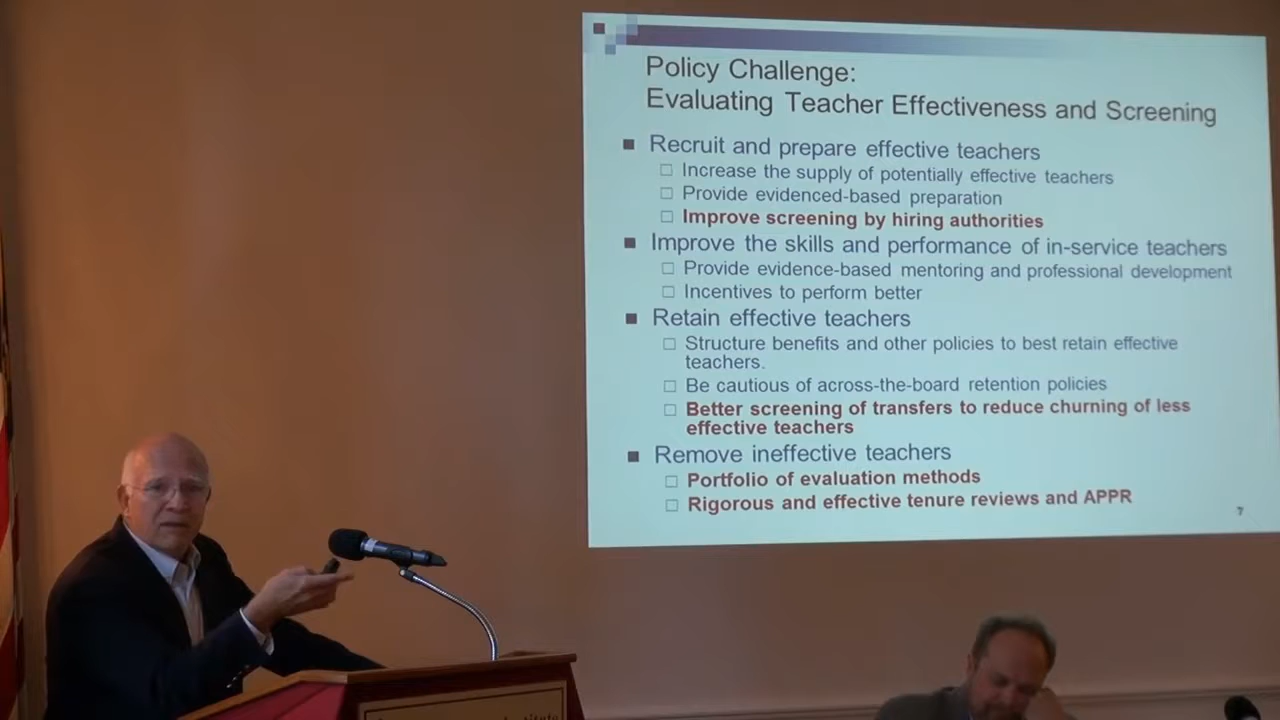 Policy Challenge:
Evaluating Teacher Effectiveness and Screening
Recruit and prepare effective teachers
Increase the supply of potentially effective teachers
Provide evidenced-based preparation
Improve screening by hiring authorities
Improve the skills and performance of in-service teachers
Provide evidence-based mentoring and professional development
Incentives to perform better
Retain effective teachers
Structure benefits and other policies to best retain effective
teachers.
Be cautious of across-the-board retention policies
Better screening of transfers to reduce churning of less
effective teachers
Remove ineffective teachers
Portfolio of evaluation methods
Rigorous and effective tenure reviews and APPR
7